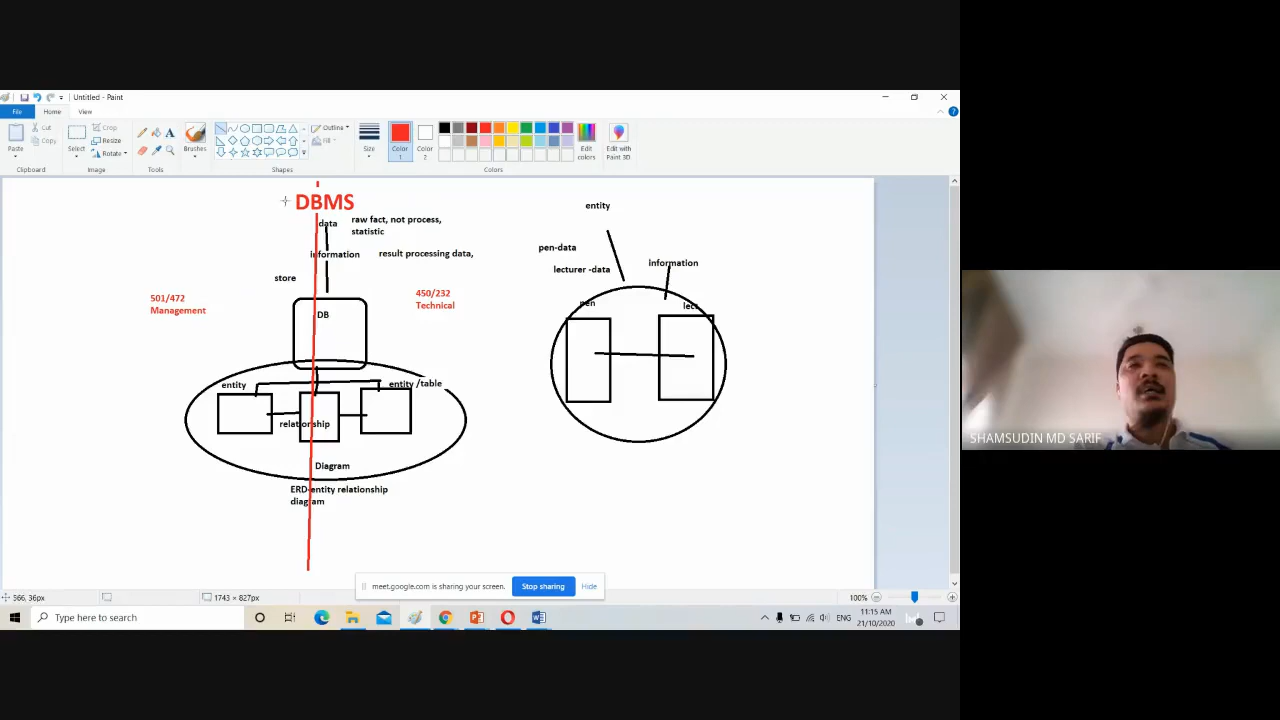 Untitled - Paint
File
Home
View
Paste
Cut
Copy
Clipboard
Select
Crop
Resize
Rotate
Image
Tools
Brushes
Shapes
Outline
Fill
Size
Color
1
Color
2
Colors
Edit
colors
Edit with
Paint 3D
DBMS
data
raw fact, not process,
statistic
information
result processing data,
store
501/472
Management
450/232
Technical
DB
entity
entity /table
relationship
Diagram
ERD-entity relationship
diagram
entity
pen-data
lecturer -data
information
pen
lect
SHAMSUDIN MD SARIF
meet.google.com is sharing your screen.
Stop sharing
Hide
566, 36px
1743 × 827px
100%
Type here to search
ENG
11:15 AM
21/10/2020